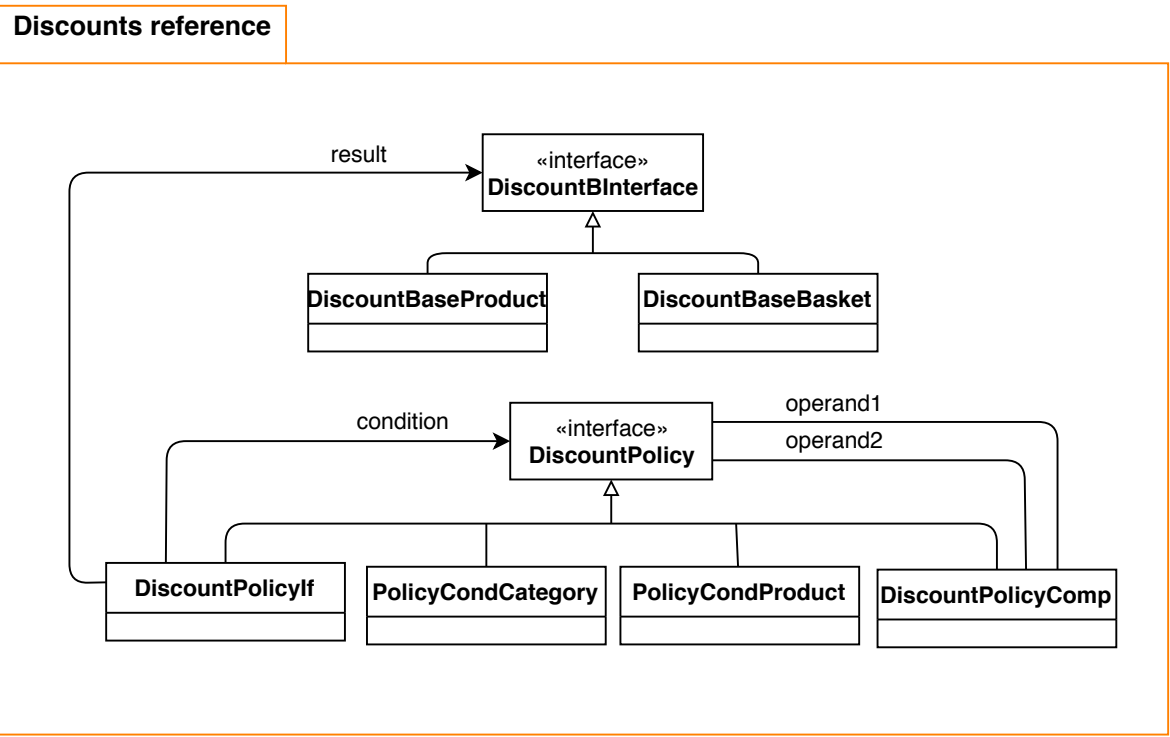 Discounts reference
result
«interface»
DiscountBInterface
DiscountBaseProduct
DiscountBaseBasket
condition
«interface»
DiscountPolicy
operand1
operand2
DiscountPolicyIf
PolicyCondCategory
PolicyCondProduct
DiscountPolicyComp